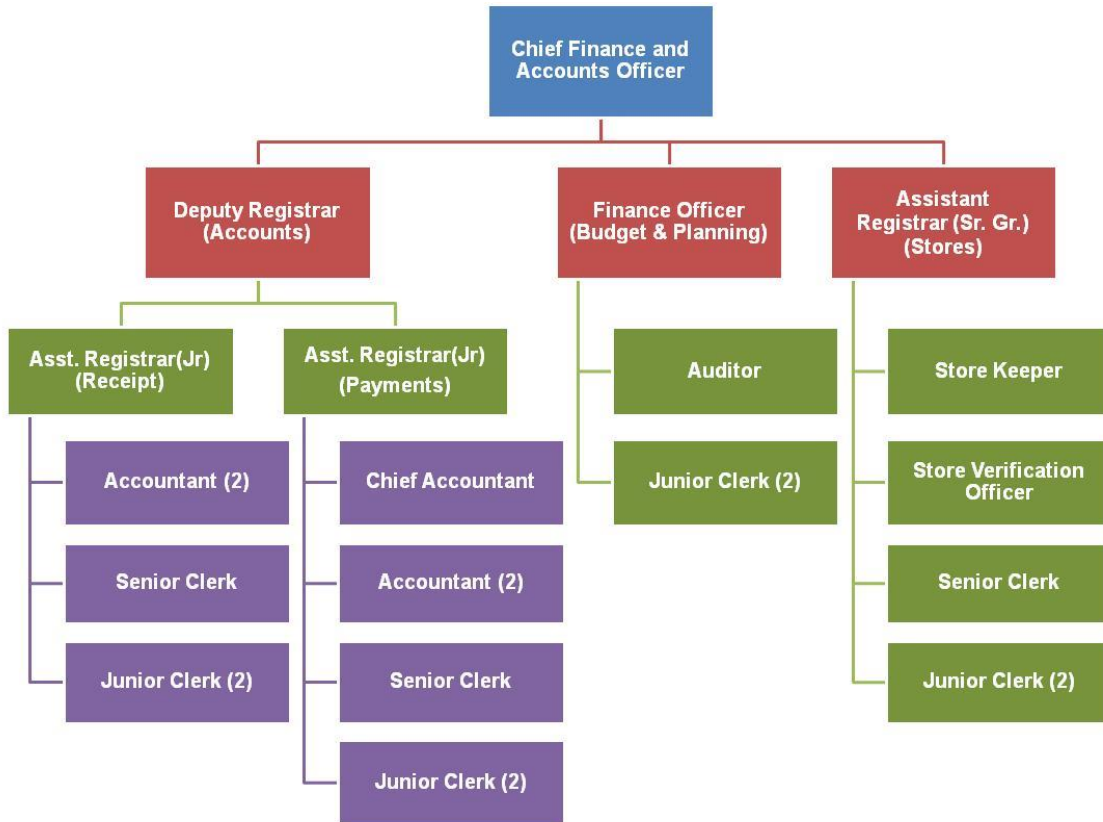 Chief Finance and
Accounts Officer
Deputy Registrar
(Accounts)
Finance Officer
(Budget & Planning)
Assistant
Registrar (Sr. Gr.)
(Stores)
Asst. Registrar(Jr)
(Receipt)
Asst. Registrar(Jr)
(Payments)
Auditor
Store Keeper
Accountant (2)
Chief Accountant
Junior Clerk (2)
Store Verification
Officer
Senior Clerk
Accountant (2)
Senior Clerk
Junior Clerk (2)
Senior Clerk
Junior Clerk (2)
Junior Clerk (2)